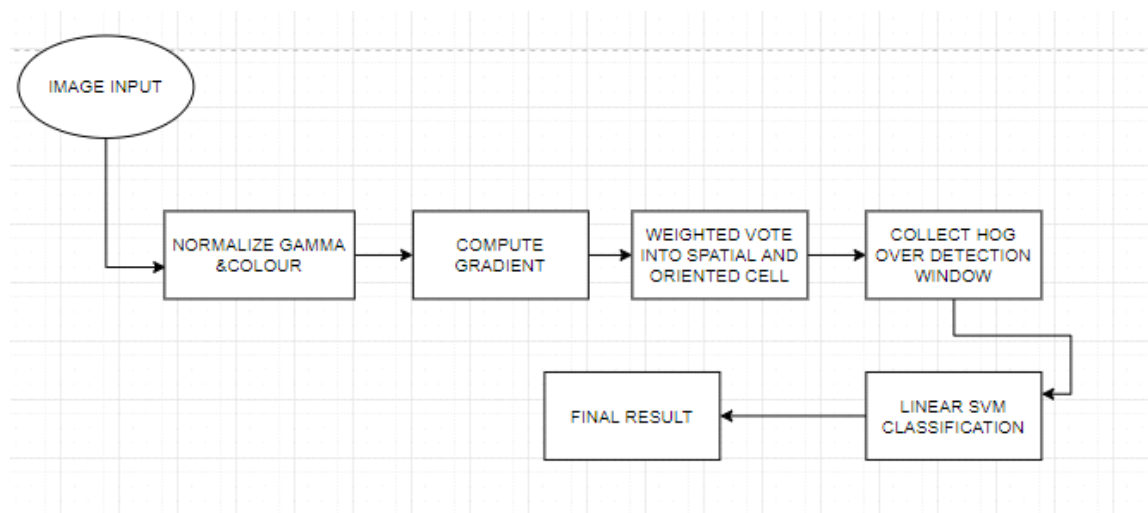 IMAGE INPUT
NORMALIZE GAMMA
&COLOUR
COMPUTE
GRADIENT
WEIGHTED VOTE
INTO SPATIAL AND
ORIENTED CELL
COLLECT HOG
OVER DETECTION
WINDOW
FINAL RESULT
LINEAR SVM
CLASSIFICATION